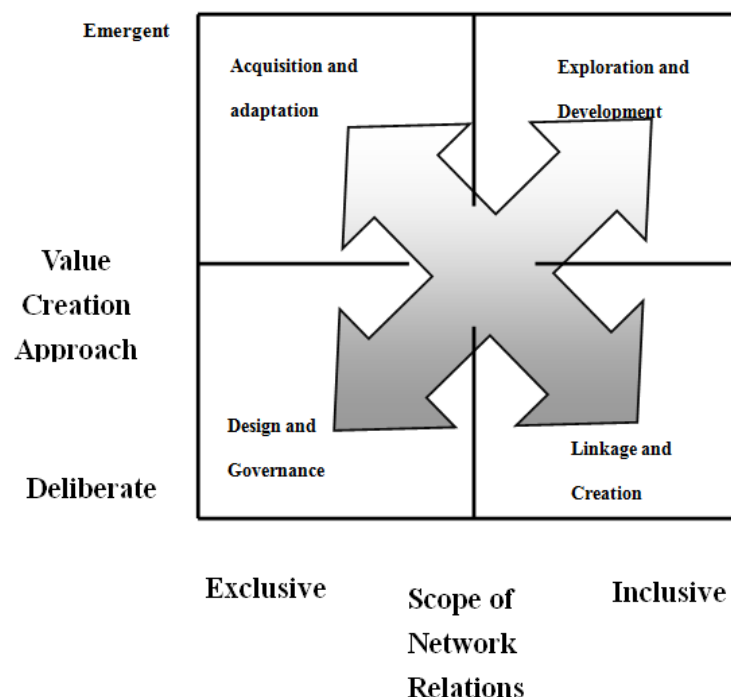 Emergent
Acquisition and
adaptation
Exploration and
Development
Value
Creation
Approach
Design and
Governance
Linkage and
Creation
Deliberate
Exclusive
Scope of
Network
Relations
Inclusive